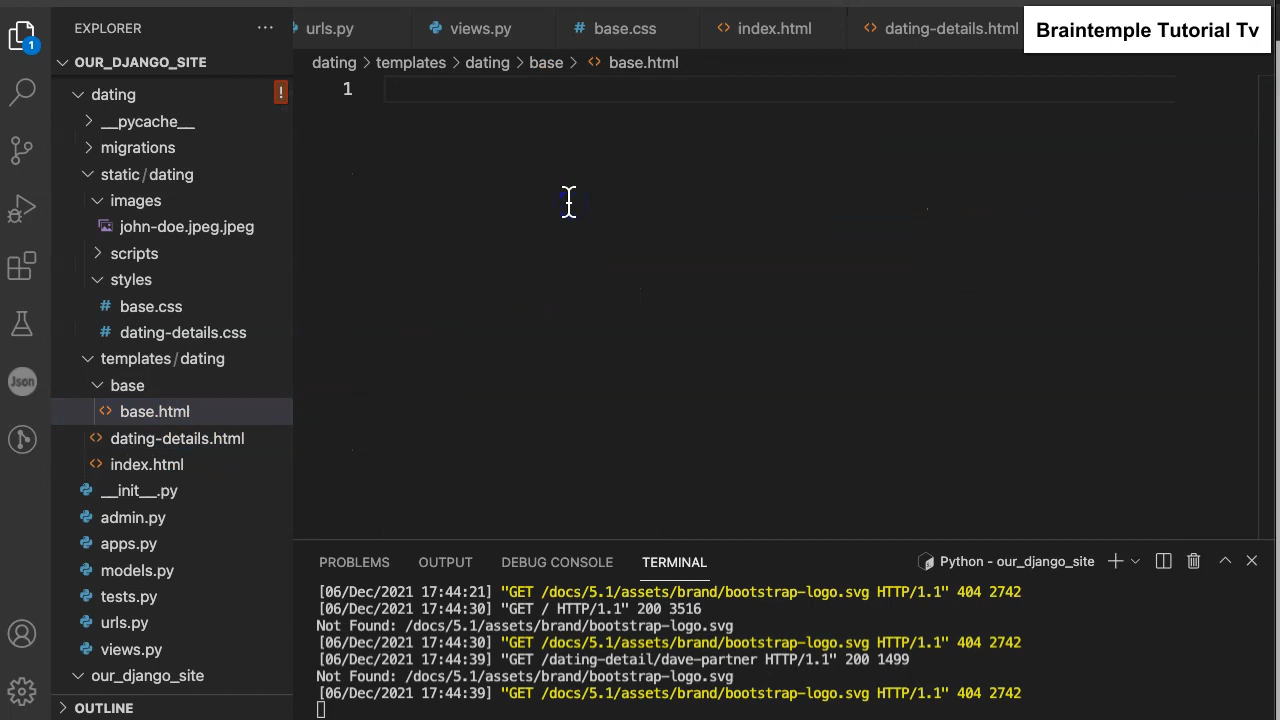 EXPLORER
···
urls.py
views.py
# base.css
<> index.html
<> dating-details.html
Braintemple Tutorial Tv
1
OUR_DJANGO_SITE
dating > templates > dating > base > <> base.html
dating
!
1
__pycache__
migrations
static/dating
images
john-doe.jpeg.jpeg
scripts
styles
# base.css
# dating-details.css
templates/dating
Json
base
<> base.html
<> dating-details.html
<> index.html
__init__.py
admin.py
apps.py
models.py
tests.py
urls.py
views.py
our_django_site
OUTLINE
PROBLEMS OUTPUT DEBUG CONSOLE TERMINAL
Python - our_django_site
[06/Dec/2021 17:44:21] "GET /docs/5.1/assets/brand/bootstrap-logo.svg HTTP/1.1" 404 2742
[06/Dec/2021 17:44:30] "GET / HTTP/1.1" 200 3516
Not Found: /docs/5.1/assets/brand/bootstrap-logo.svg
[06/Dec/2021 17:44:30] "GET /docs/5.1/assets/brand/bootstrap-logo.svg HTTP/1.1" 404 2742
[06/Dec/2021 17:44:39] "GET /dating-detail/dave-partner HTTP/1.1" 200 1499
Not Found: /docs/5.1/assets/brand/bootstrap-logo.svg
[06/Dec/2021 17:44:39] "GET /docs/5.1/assets/brand/bootstrap-logo.svg HTTP/1.1" 404 2742